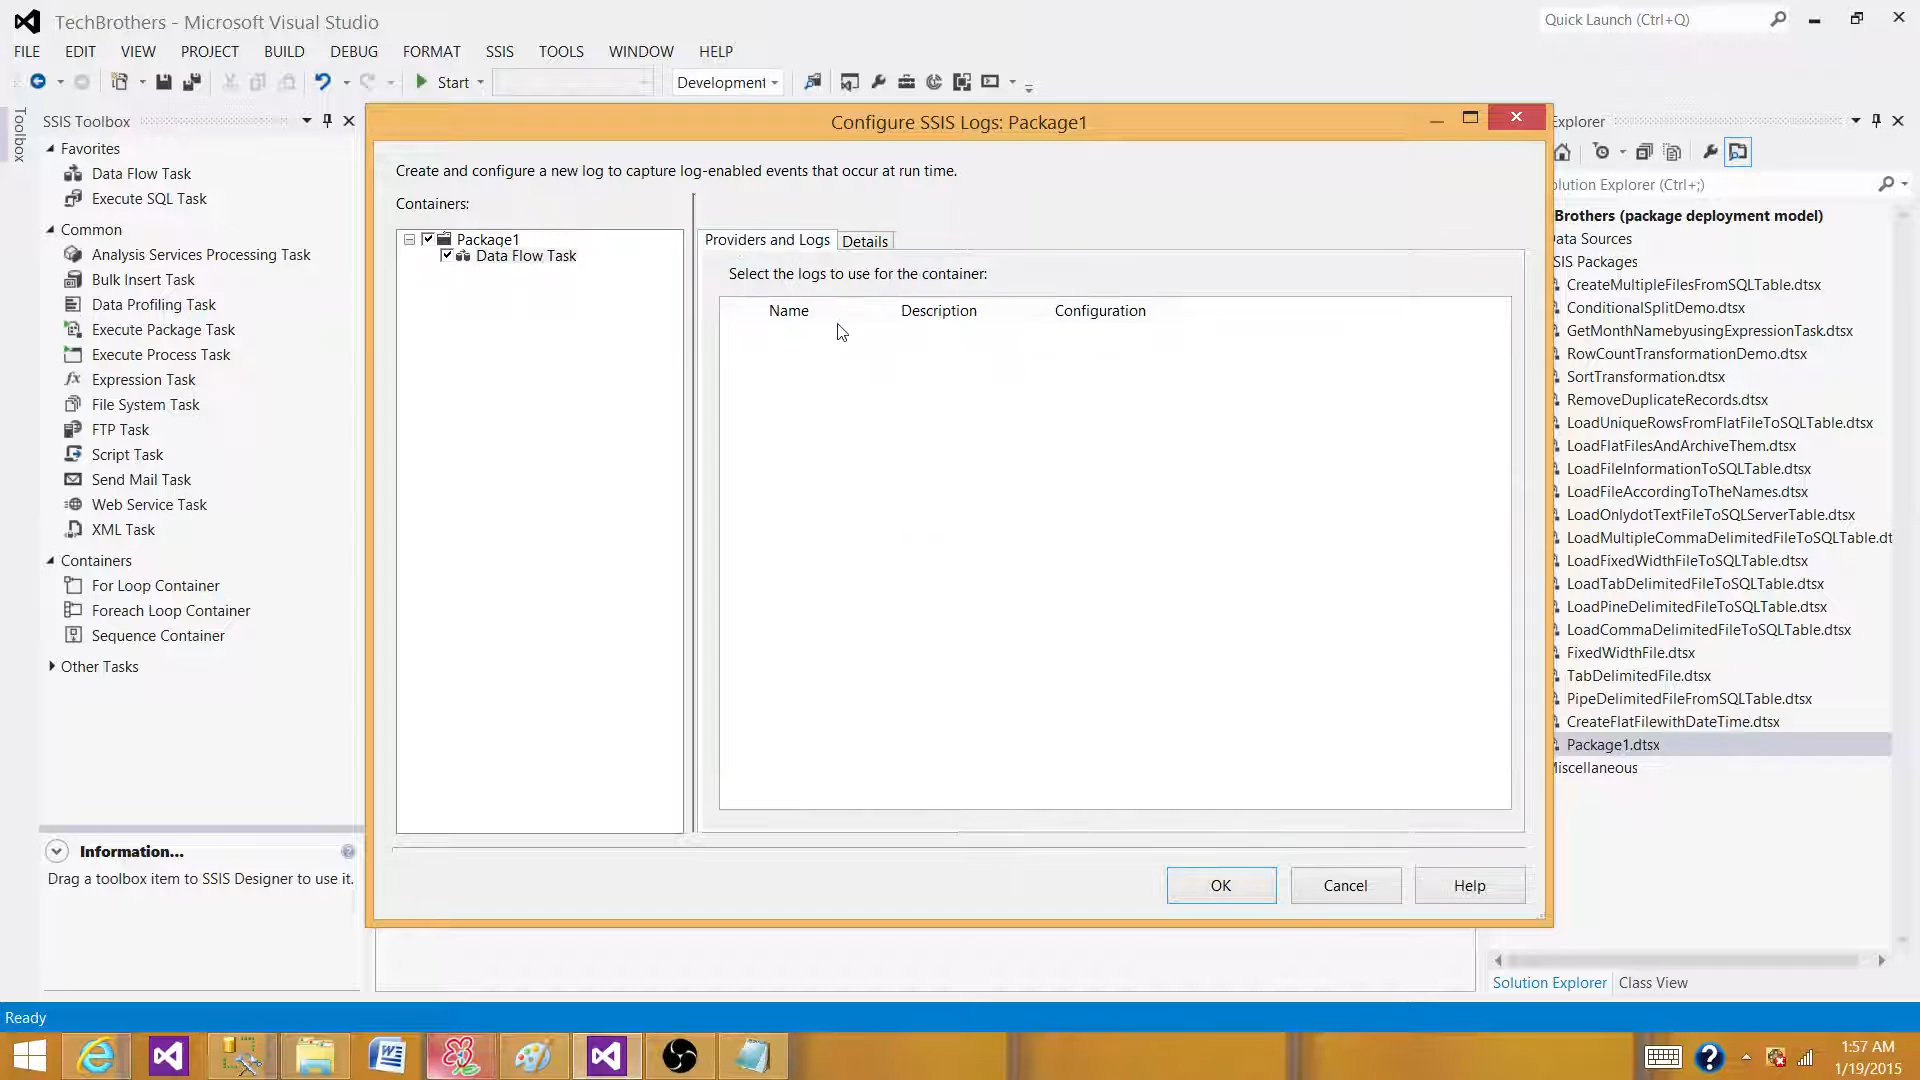 TechBrothers - Microsoft Visual Studio
Quick Launch (Ctrl+Q)
FILE EDIT VIEW PROJECT BUILD DEBUG FORMAT SSIS TOOLS WINDOW HELP
Start
Development
Toolbox
SSIS Toolbox
Favorites
Data Flow Task
Execute SQL Task
Common
Analysis Services Processing Task
Bulk Insert Task
Data Profiling Task
Execute Package Task
Execute Process Task
Expression Task
File System Task
FTP Task
Script Task
Send Mail Task
Web Service Task
XML Task
Containers
For Loop Container
Foreach Loop Container
Sequence Container
Other Tasks
Information...
Drag a toolbox item to SSIS Designer to use it.
Configure SSIS Logs: Package1
Create and configure a new log to capture log-enabled events that occur at run time.
Containers:
Package1
Data Flow Task
Providers and Logs
Details
Select the logs to use for the container:
Name Description Configuration
OK
Cancel
Help
Explorer
olution Explorer (Ctrl+;)
Brothers (package deployment model)
ata Sources
SIS Packages
CreateMultipleFilesFromSQLTable.dtsx
ConditionalSplitDemo.dtsx
GetMonthNamebyusingExpressionTask.dtsx
RowCountTransformationDemo.dtsx
SortTransformation.dtsx
RemoveDuplicateRecords.dtsx
LoadUniqueRowsFromFlatFileToSQLTable.dtsx
LoadFlatFilesAndArchiveThem.dtsx
LoadFileInformationToSQLTable.dtsx
LoadFileAccordingToTheNames.dtsx
LoadOnlydotTextFileToSQLServerTable.dtsx
LoadMultipleCommaDelimitedFileToSQLTable.dt
LoadFixedWidthFileToSQLTable.dtsx
LoadTabDelimitedFileToSQLTable.dtsx
LoadPineDelimitedFileToSQLTable.dtsx
LoadCommaDelimitedFileToSQLTable.dtsx
FixedWidthFile.dtsx
TabDelimitedFile.dtsx
PipeDelimitedFileFromSQLTable.dtsx
CreateFlatFilewithDateTime.dtsx
Package1.dtsx
Miscellaneous
Solution Explorer
Class View
Ready
1:57 AM
1/19/2015